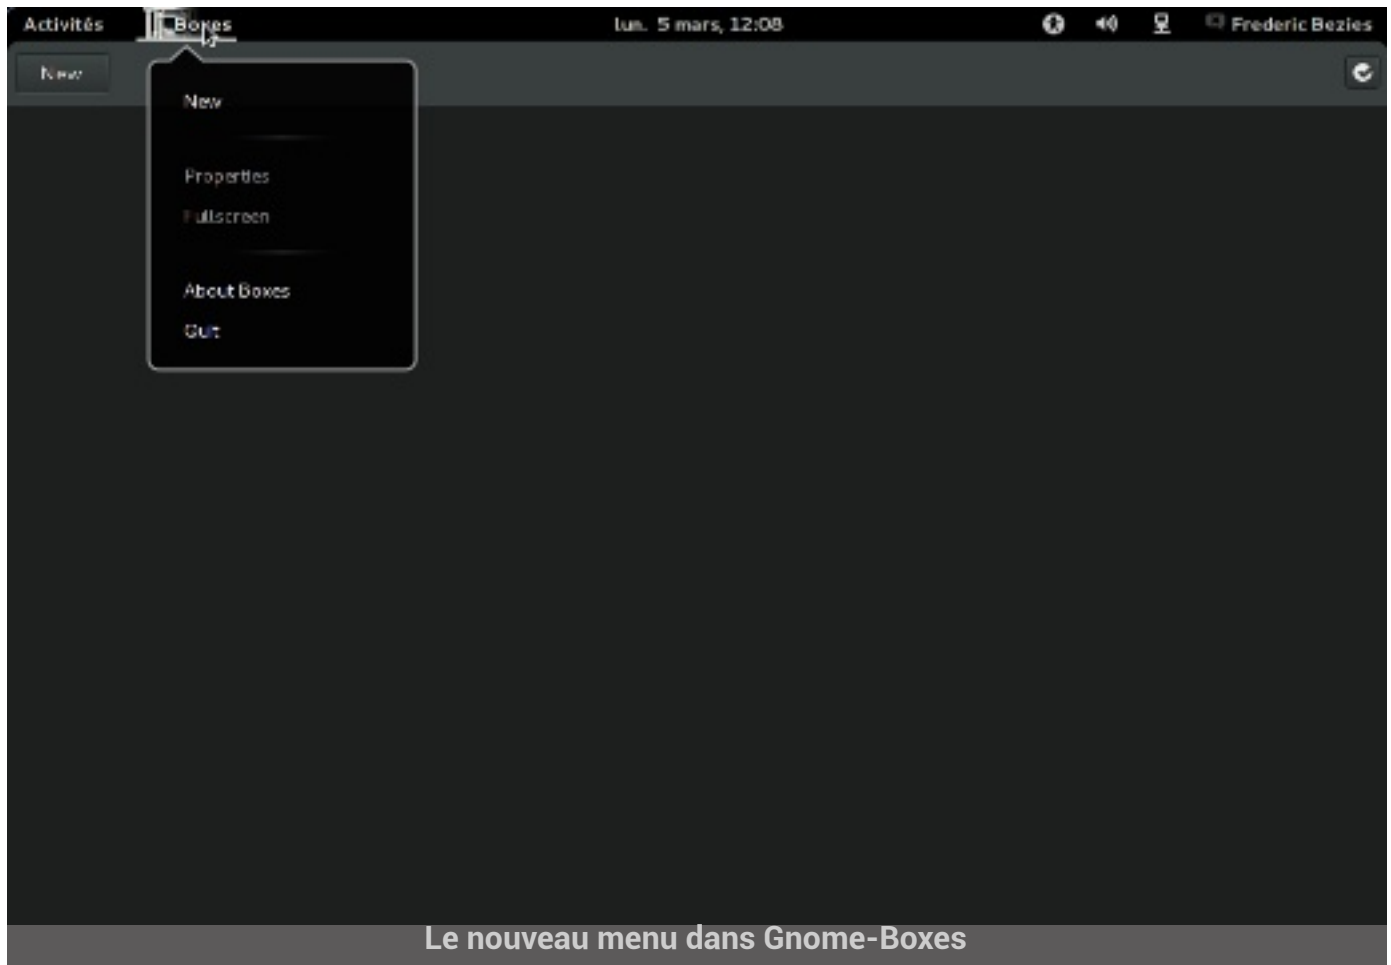 Activités Boxes lun. 5 mars, 12:08 Frederic Bezies
New
New
Properties
Fullscreen
About Boxes
Quit
Le nouveau menu dans Gnome-Boxes